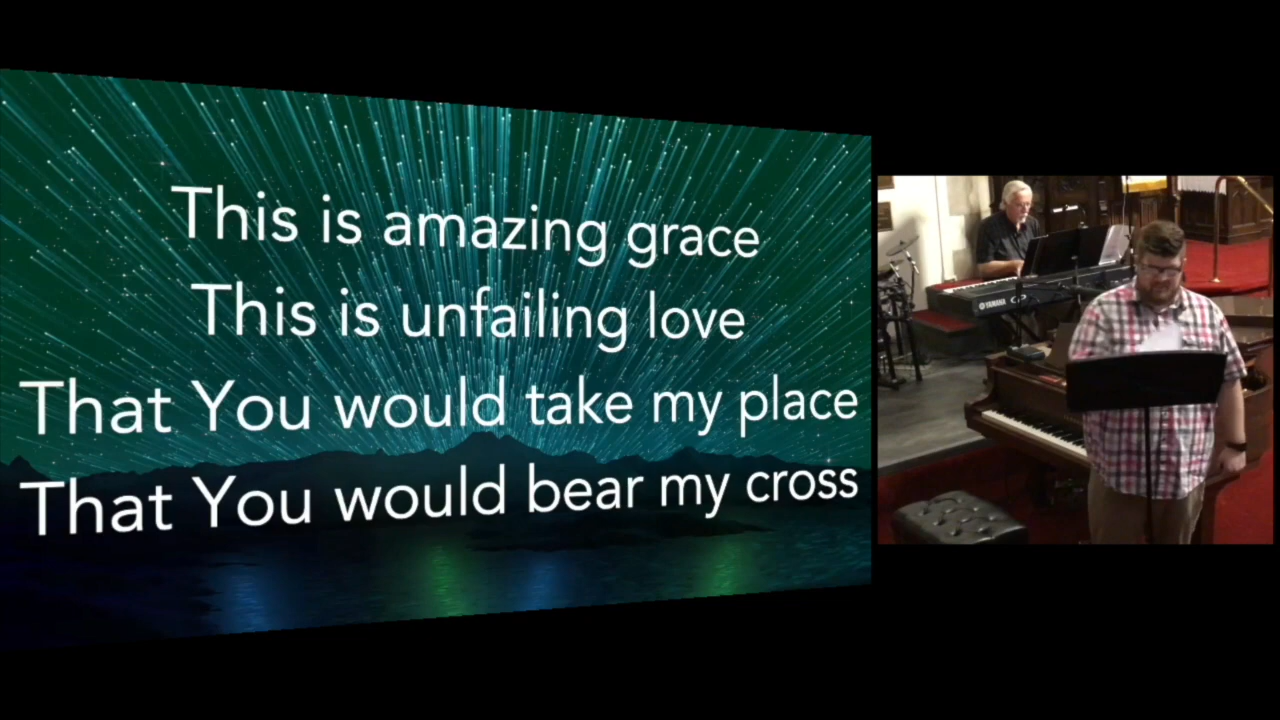 This is amazing grace
This is unfailing love
That You would take my place
That You would bear my cross
YAMAHA